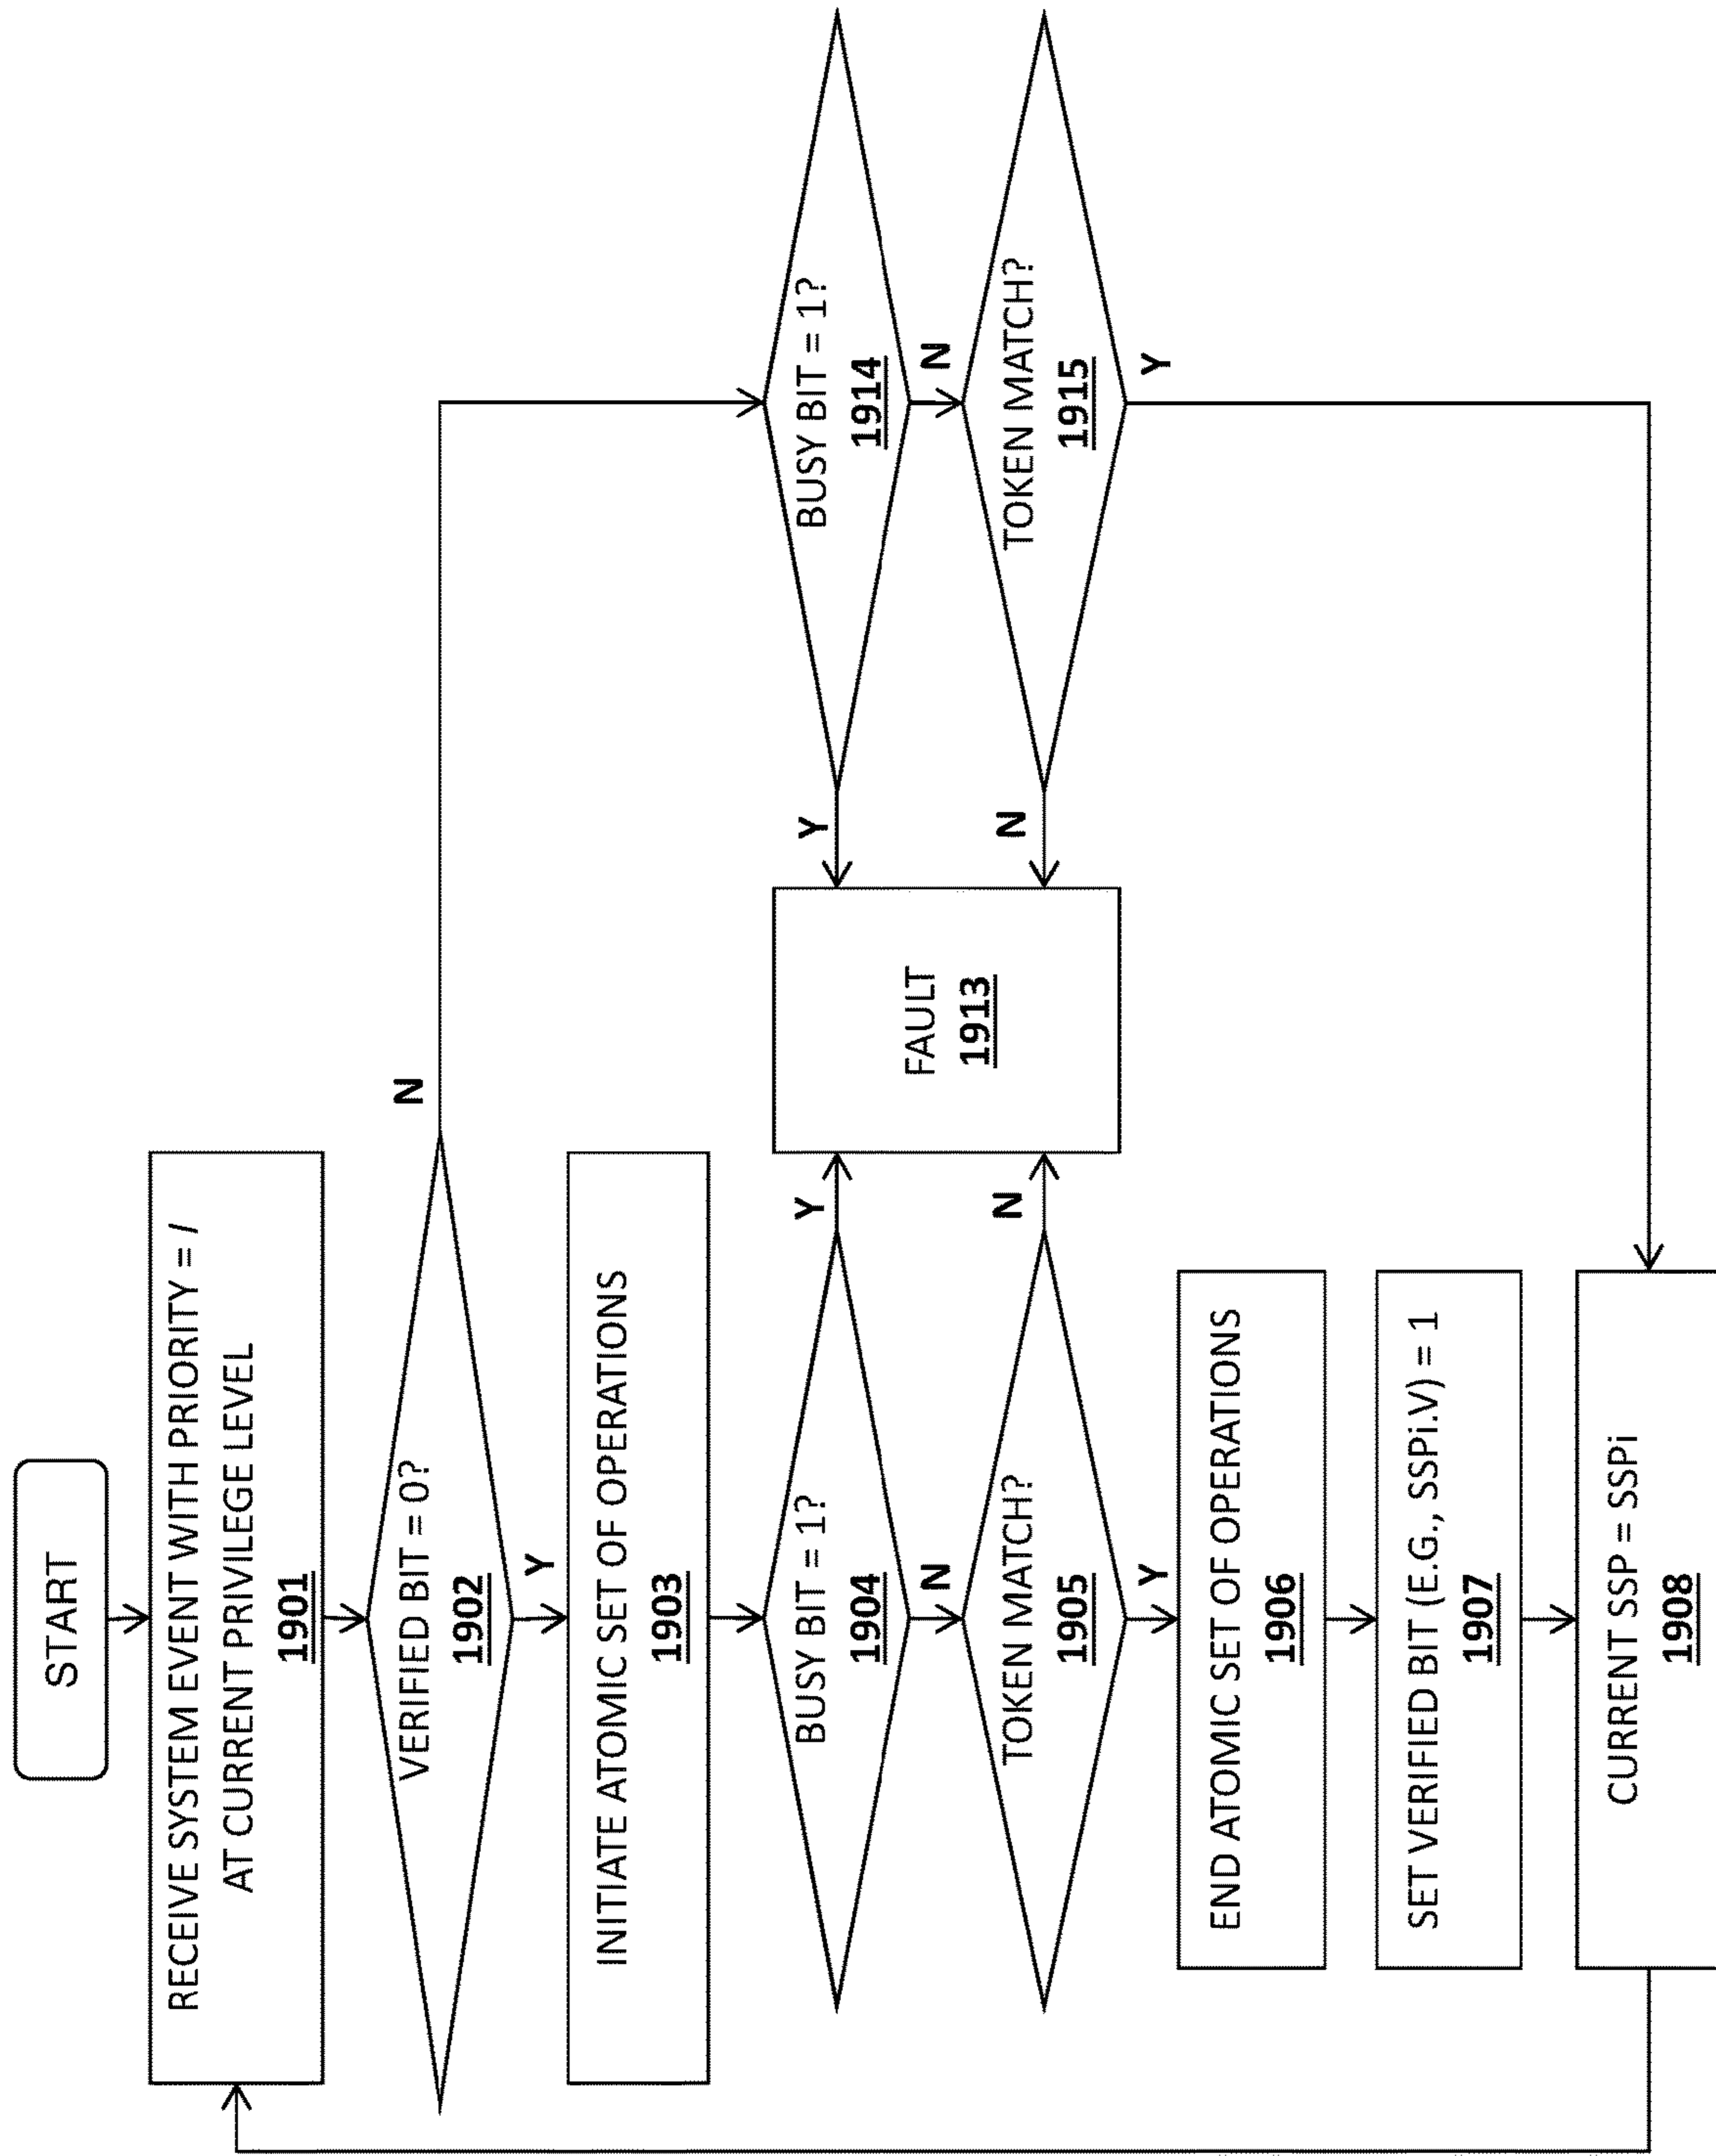 START
RECEIVE SYSTEM EVENT WITH PRIORITY = I
AT CURRENT PRIVILEGE LEVEL
1901
VERIFIED BIT = 0?
1902
N
Y
INITIATE ATOMIC SET OF OPERATIONS
1903
BUSY BIT = 1?
1904
Y
N
FAULT
1913
Y
BUSY BIT = 1?
1914
N
TOKEN MATCH?
1905
N
Y
N
TOKEN MATCH?
1915
Y
END ATOMIC SET OF OPERATIONS
1906
SET VERIFIED BIT (E.G., SSPi.V) = 1
1907
CURRENT SSP = SSPi
1908